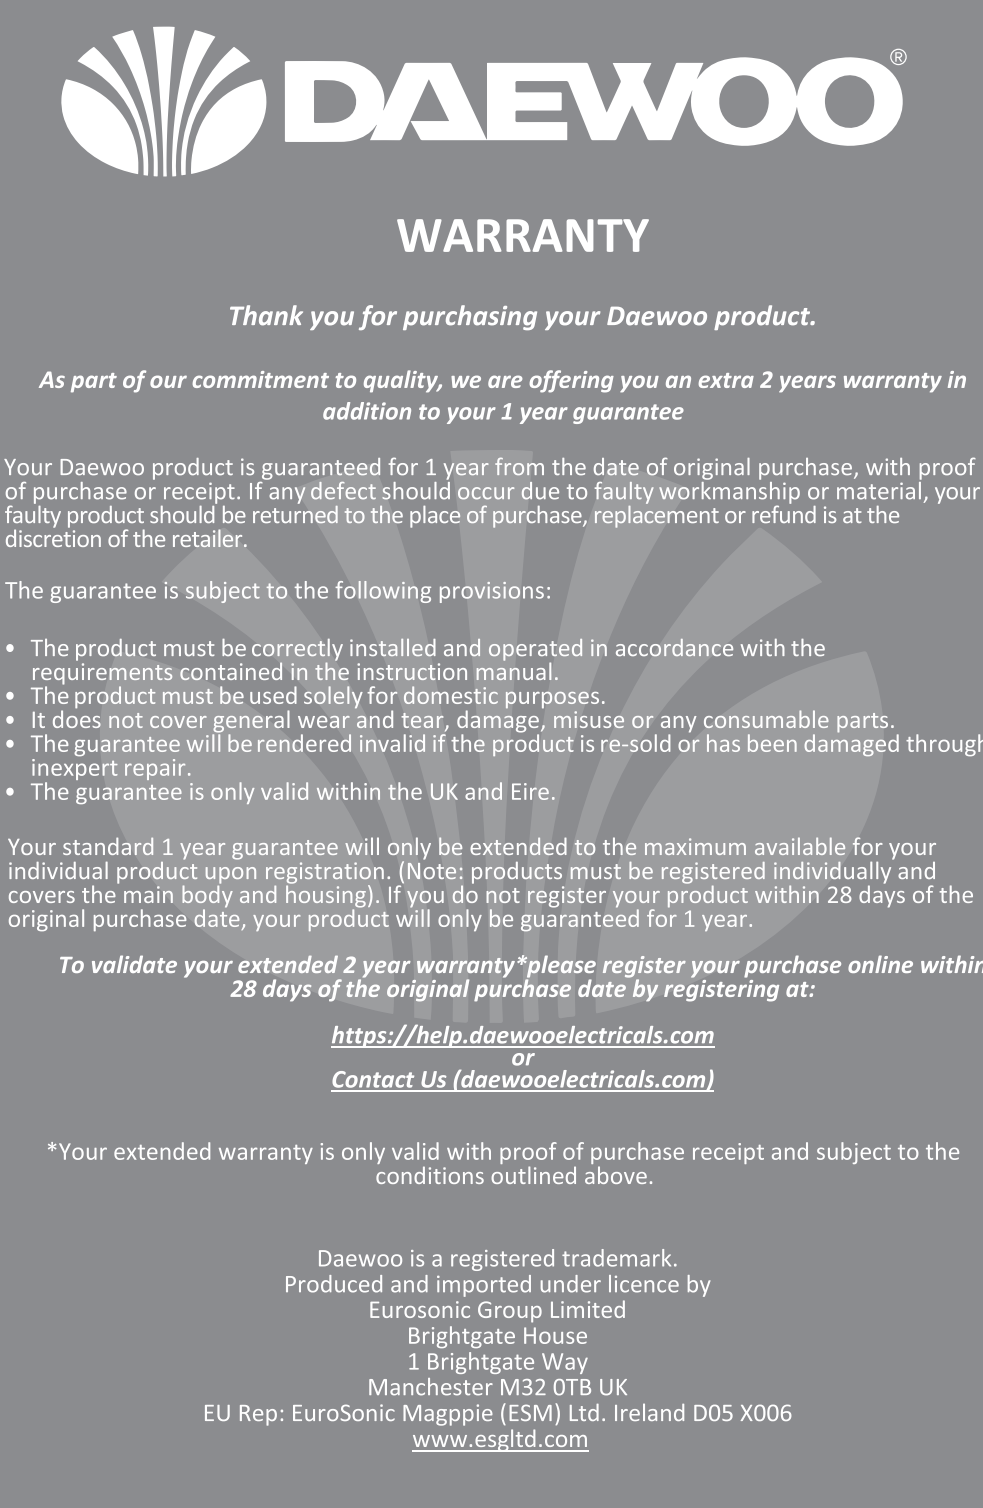 DAEWOO®
WARRANTY
Thank you for purchasing your Daewoo product.
As part of our commitment to quality, we are offering you an extra 2 years warranty in
addition to your 1 year guarantee
Your Daewoo product is guaranteed for 1 year from the date of original purchase, with proof
of purchase or receipt. If any defect should occur due to faulty workmanship or material, your
faulty product should be returned to the place of purchase, replacement or refund is at the
discretion of the retailer.
The guarantee is subject to the following provisions:
• The product must be correctly installed and operated in accordance with the
requirements contained in the instruction manual.
• The product must be used solely for domestic purposes.
• It does not cover general wear and tear, damage, misuse or any consumable parts.
• The guarantee will be rendered invalid if the product is re-sold or has been damaged through
inexpert repair.
• The guarantee is only valid within the UK and Eire.
Your standard 1 year guarantee will only be extended to the maximum available for your
individual product upon registration. (Note: products must be registered individually and
covers the main body and housing). If you do not register your product within 28 days of the
original purchase date, your product will only be guaranteed for 1 year.
To validate your extended 2 year warranty*please register your purchase online within
28 days of the original purchase date by registering at:
https://help.daewooelectricals.com
or
Contact Us (daewooelectricals.com)
*Your extended warranty is only valid with proof of purchase receipt and subject to the
conditions outlined above.
Daewoo is a registered trademark.
Produced and imported under licence by
Eurosonic Group Limited
Brightgate House
1 Brightgate Way
Manchester M32 0TB UK
EU Rep: EuroSonic Magppie (ESM) Ltd. Ireland D05 X006
www.esgltd.com